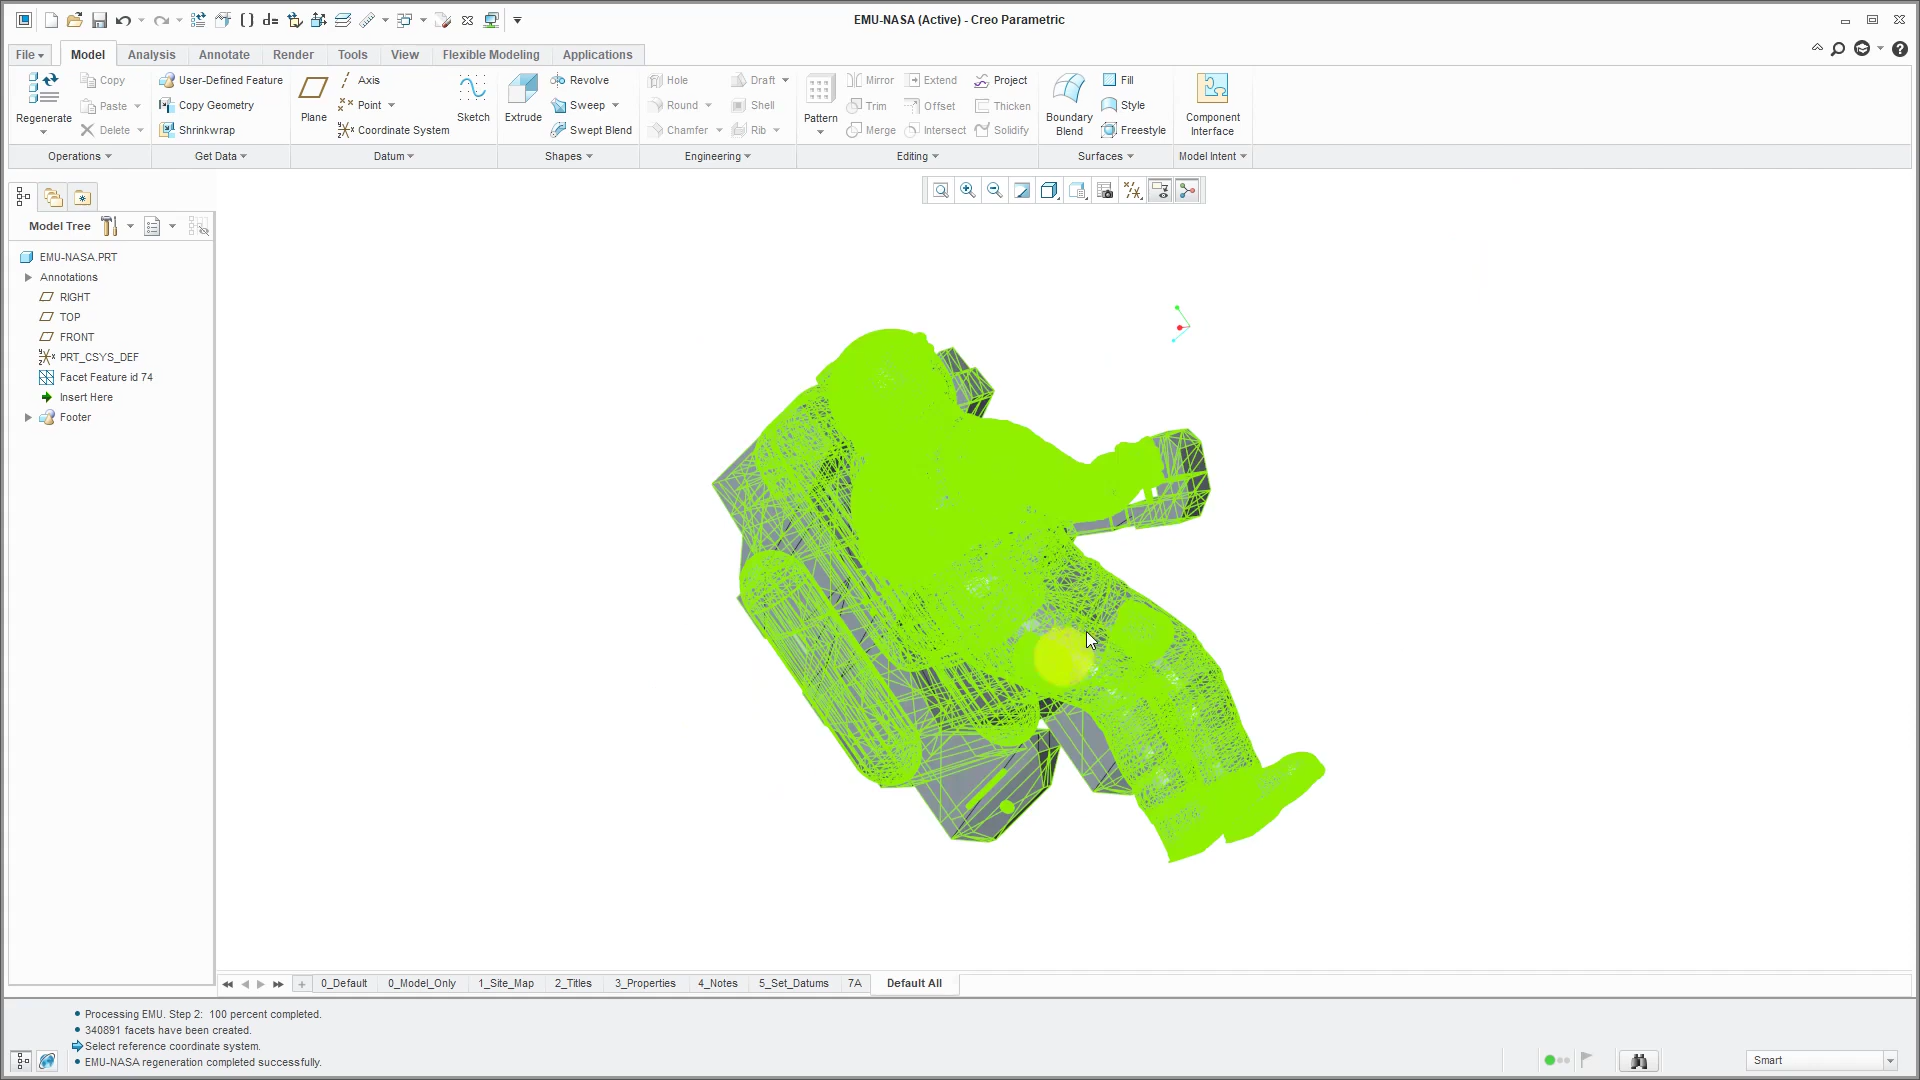 EMU-NASA (Active) - Creo Parametric
File Model Analysis Annotate Render Tools View Flexible Modeling Applications
Regenerate
Copy
Paste
Delete
User-Defined Feature
Copy Geometry
Shrinkwrap
Plane
Axis
Point
Coordinate System
Sketch
Extrude
Revolve
Sweep
Swept Blend
Hole
Round
Chamfer
Draft
Shell
Rib
Pattern
Mirror
Trim
Merge
Extend
Offset
Intersect
Project
Thicken
Solidify
Boundary
Blend
Fill
Style
Freestyle
Component
Interface
Operations Get Data Datum Shapes Engineering Editing Surfaces Model Intent
Model Tree
EMU-NASA.PRT
Annotations
RIGHT
TOP
FRONT
PRT_CSYS_DEF
Facet Feature id 74
Insert Here
Footer
0_Default 0_Model_Only 1_Site_Map 2_Titles 3_Properties 4_Notes 5_Set_Datums 7A Default All
Processing EMU. Step 2: 100 percent completed.
340891 facets have been created.
Select reference coordinate system.
EMU-NASA regeneration completed successfully.
Smart